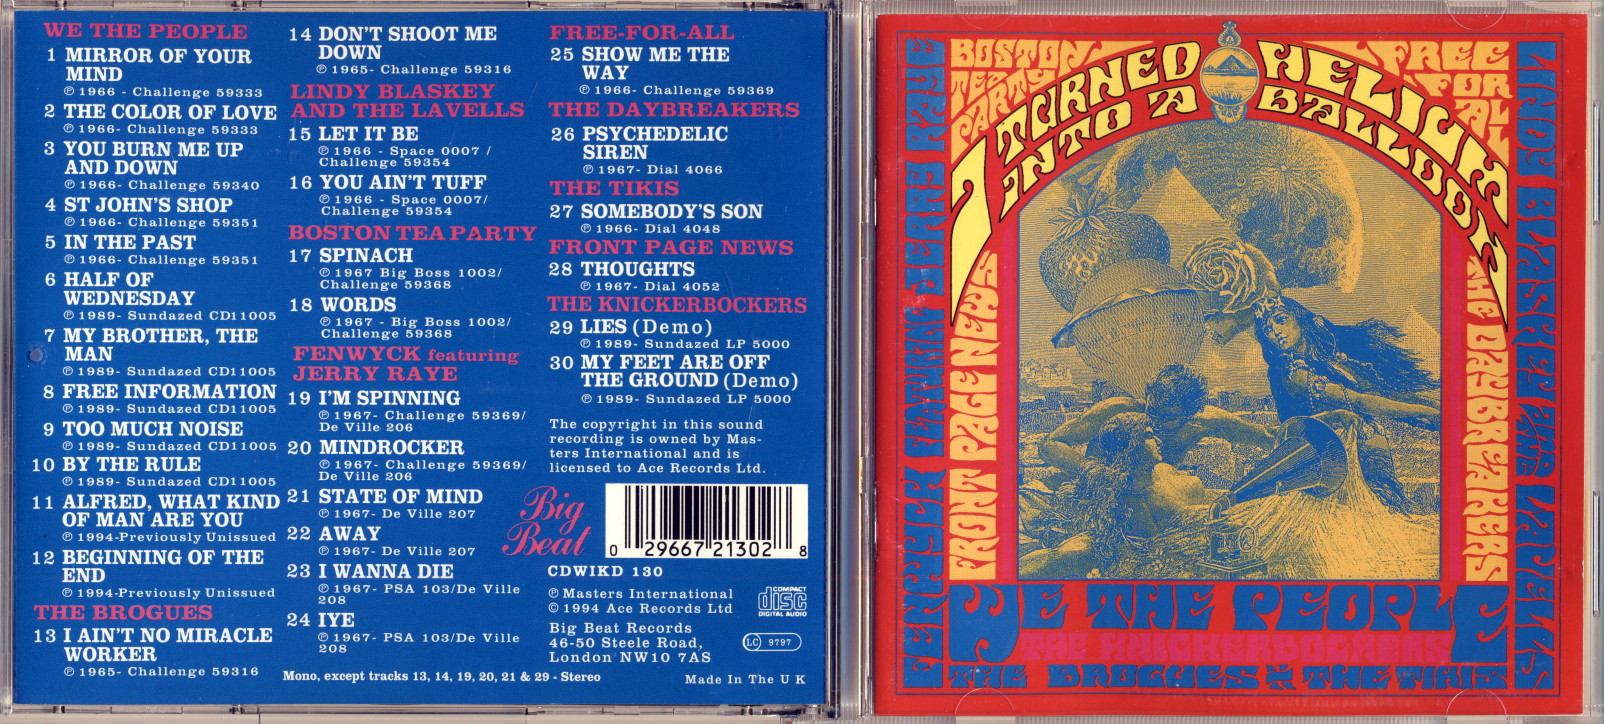 WE THE PEOPLE
1 MIRROR OF YOUR
MIND
℗ 1966 - Challenge 59333
2 THE COLOR OF LOVE
℗ 1966- Challenge 59333
3 YOU BURN ME UP
AND DOWN
℗ 1966- Challenge 59340
4 ST JOHN'S SHOP
℗ 1966- Challenge 59351
5 IN THE PAST
℗ 1966- Challenge 59351
6 HALF OF
WEDNESDAY
℗ 1989- Sundazed CD11005
7 MY BROTHER, THE
MAN
℗ 1989- Sundazed CD11005
8 FREE INFORMATION
℗ 1989- Sundazed CD11005
9 TOO MUCH NOISE
℗ 1989- Sundazed CD11005
10 BY THE RULE
℗ 1989- Sundazed CD11005
11 ALFRED, WHAT KIND
OF MAN ARE YOU
℗ 1994-Previously Unissued
12 BEGINNING OF THE
END
℗ 1994-Previously Unissued
THE BROGUES
13 I AIN'T NO MIRACLE
WORKER
℗ 1965- Challenge 59316
14 DON'T SHOOT ME
DOWN
℗ 1965- Challenge 59316
LINDY BLASKEY
AND THE LAVELLS
15 LET IT BE
℗ 1966 - Space 0007 /
Challenge 59354
16 YOU AIN'T TUFF
℗ 1966 - Space 0007/
Challenge 59354
BOSTON TEA PARTY
17 SPINACH
℗ 1967 Big Boss 1002/
Challenge 59368
18 WORDS
℗ 1967 - Big Boss 1002/
Challenge 59368
FENWYCK featuring
JERRY RAYE
19 I'M SPINNING
℗ 1967- Challenge 59369/
De Ville 206
20 MINDROCKER
℗ 1967- Challenge 59369/
De Ville 206
21 STATE OF MIND
℗ 1967- De Ville 207
22 AWAY
℗ 1967- De Ville 207
23 I WANNA DIE
℗ 1967- PSA 103/De Ville
208
24 IYE
℗ 1967- PSA 103/De Ville
208
FREE-FOR-ALL
25 SHOW ME THE
WAY
℗ 1966- Challenge 59369
THE DAYBREAKERS
26 PSYCHEDELIC
SIREN
℗ 1967- Dial 4066
THE TIKIS
27 SOMEBODY'S SON
℗ 1966- Dial 4048
FRONT PAGE NEWS
28 THOUGHTS
℗ 1967- Dial 4052
THE KNICKERBOCKERS
29 LIES (Demo)
℗ 1989- Sundazed LP 5000
30 MY FEET ARE OFF
THE GROUND (Demo)
℗ 1989- Sundazed LP 5000
The copyright in this sound
recording is owned by Mas-
ters International and is
licensed to Ace Records Ltd.
Big
Beat
0 29667 21302 8
CDWIKD 130
℗ Masters International
© 1994 Ace Records Ltd
COMPACT
disc
DIGITAL AUDIO
Big Beat Records
46-50 Steele Road,
London NW10 7AS
LC 9797
Mono, except tracks 13, 14, 19, 20, 21 & 29 - Stereo
Made In The U K
I TURNED
INTO A
HELIUM
BALLOON
BOSTON
TEA
PARTY
FREE
FOR
ALL
FENWYCK FEATURING JERRY RAYE
FRONT PAGE NEWS
THE DAYBREAKERS
LINDY BLASKEY AND THE LAVELLS
WE THE PEOPLE
THE KNICKERBOCKERS
THE BROGUES THE TIKIS